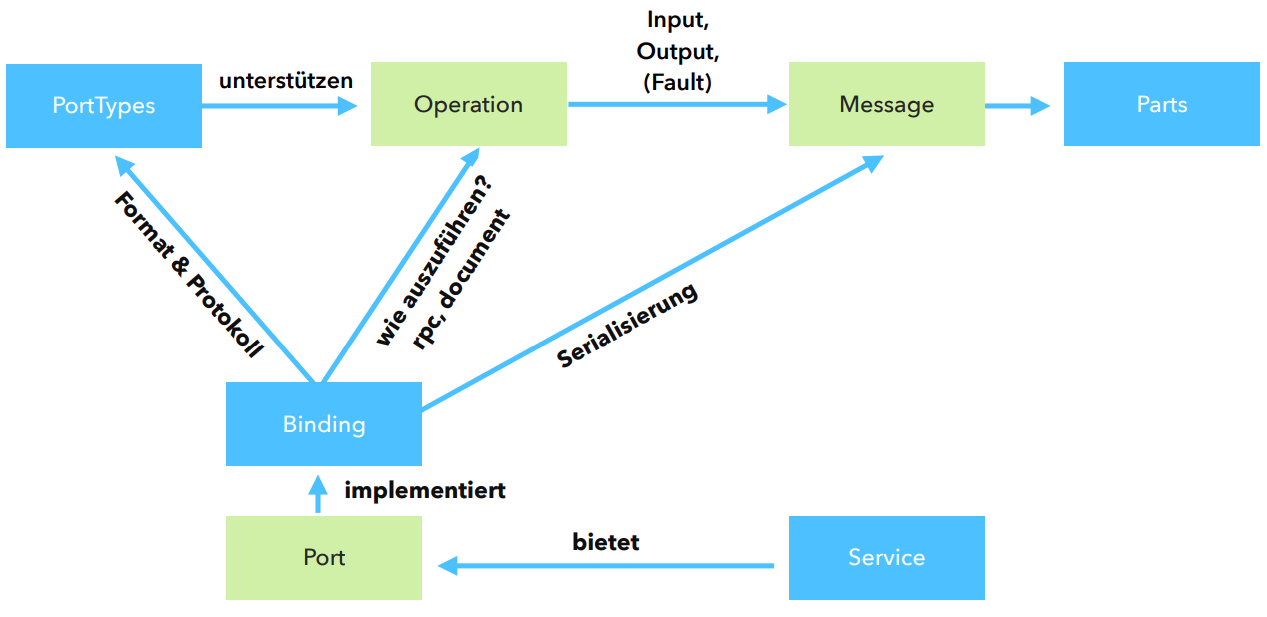 Input,
Output,
(Fault)
PortTypes
unterstützen
Operation
Message
Parts
Format & Protokoll
wie auszuführen?
rpc, document
Serialisierung
Binding
implementiert
Port
bietet
Service